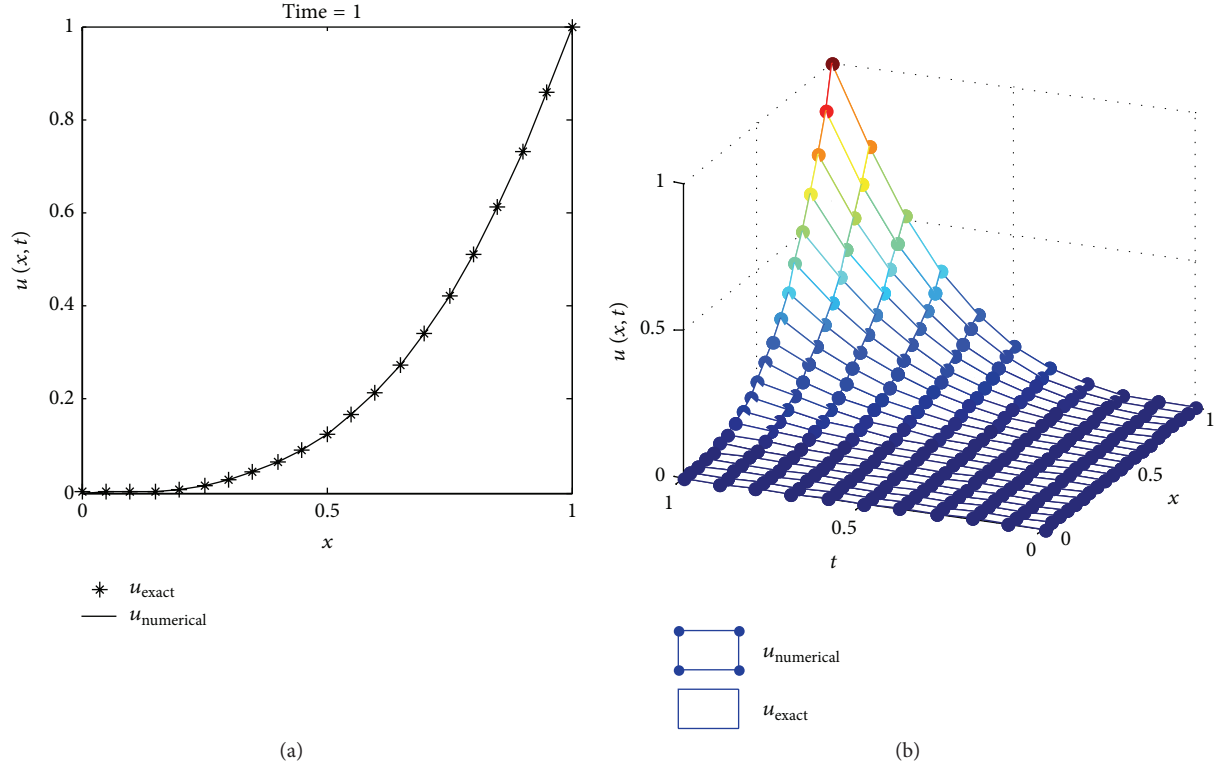 Time = 1
1
0.8
0.6
0.4
0.2
0
0
0.5
1
u (x, t)
x
u_exact
u_numerical
(a)
1
0.5
0
u (x, t)
1
0.5
0
t
0
0.5
1
x
u_numerical
u_exact
(b)